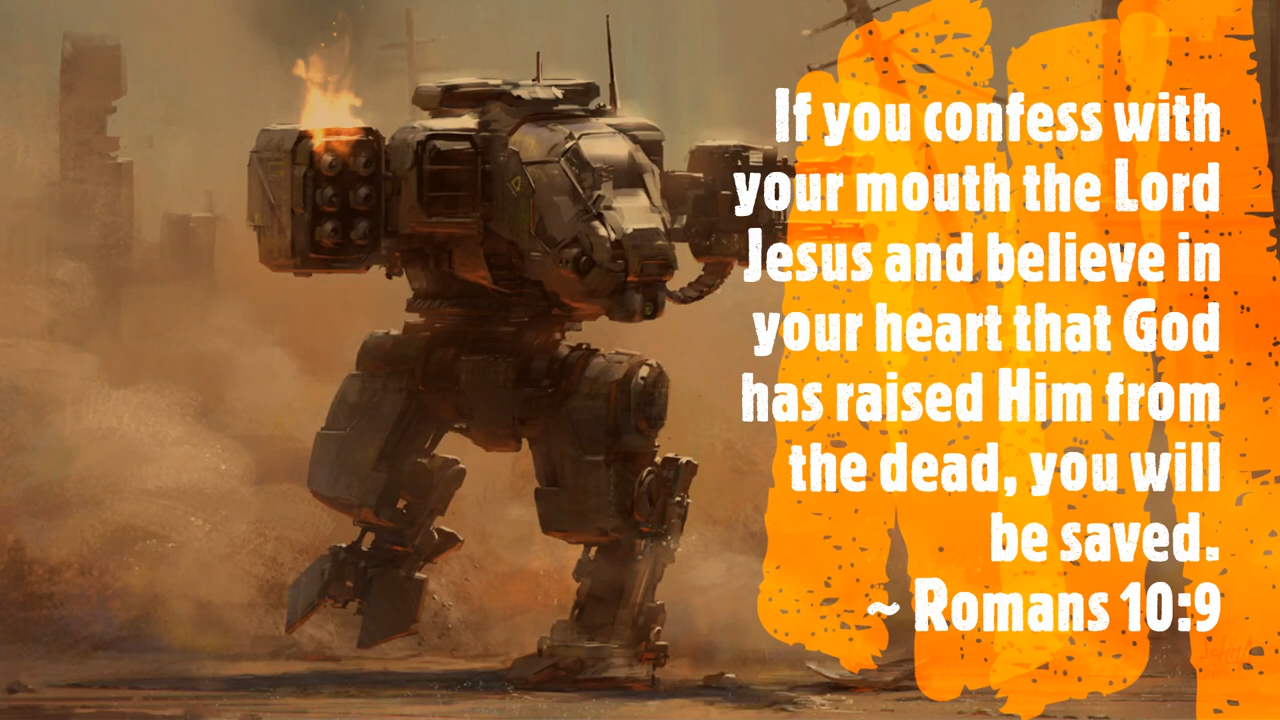 If you confess with
your mouth the Lord
Jesus and believe in
your heart that God
has raised Him from
the dead, you will
be saved.
~ Romans 10:9